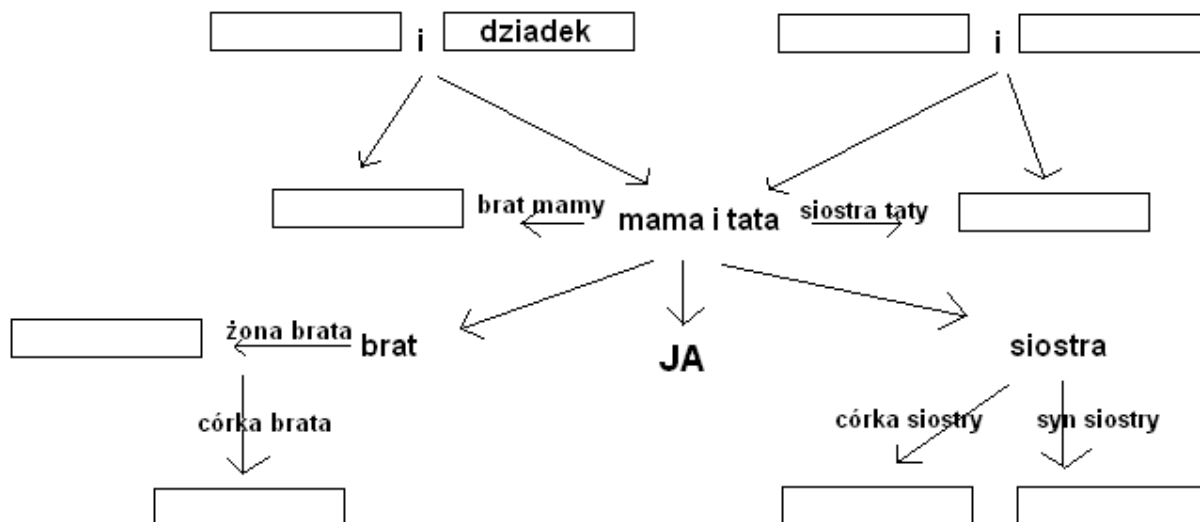 i dziadek i
brat mamy mama i tata siostra taty
żona brata brat JA siostra
córka brata córka siostry syn siostry